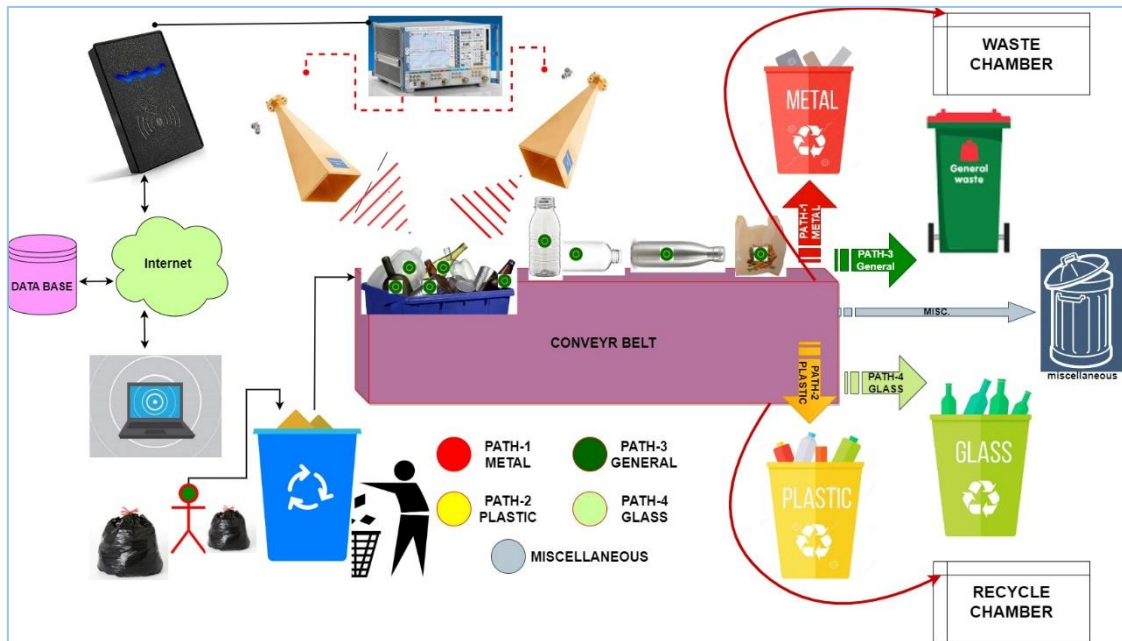 WASTE
CHAMBER
METAL
General
waste
PATH-1
METAL
PATH-3
General
Internet
DATA BASE
MISC.
CONVEYR BELT
miscellaneous
PATH-2
PLASTIC
PATH-4
GLASS
PATH-1
METAL
PATH-3
GENERAL
GLASS
PLASTIC
PATH-2
PLASTIC
PATH-4
GLASS
MISCELLANEOUS
RECYCLE
CHAMBER